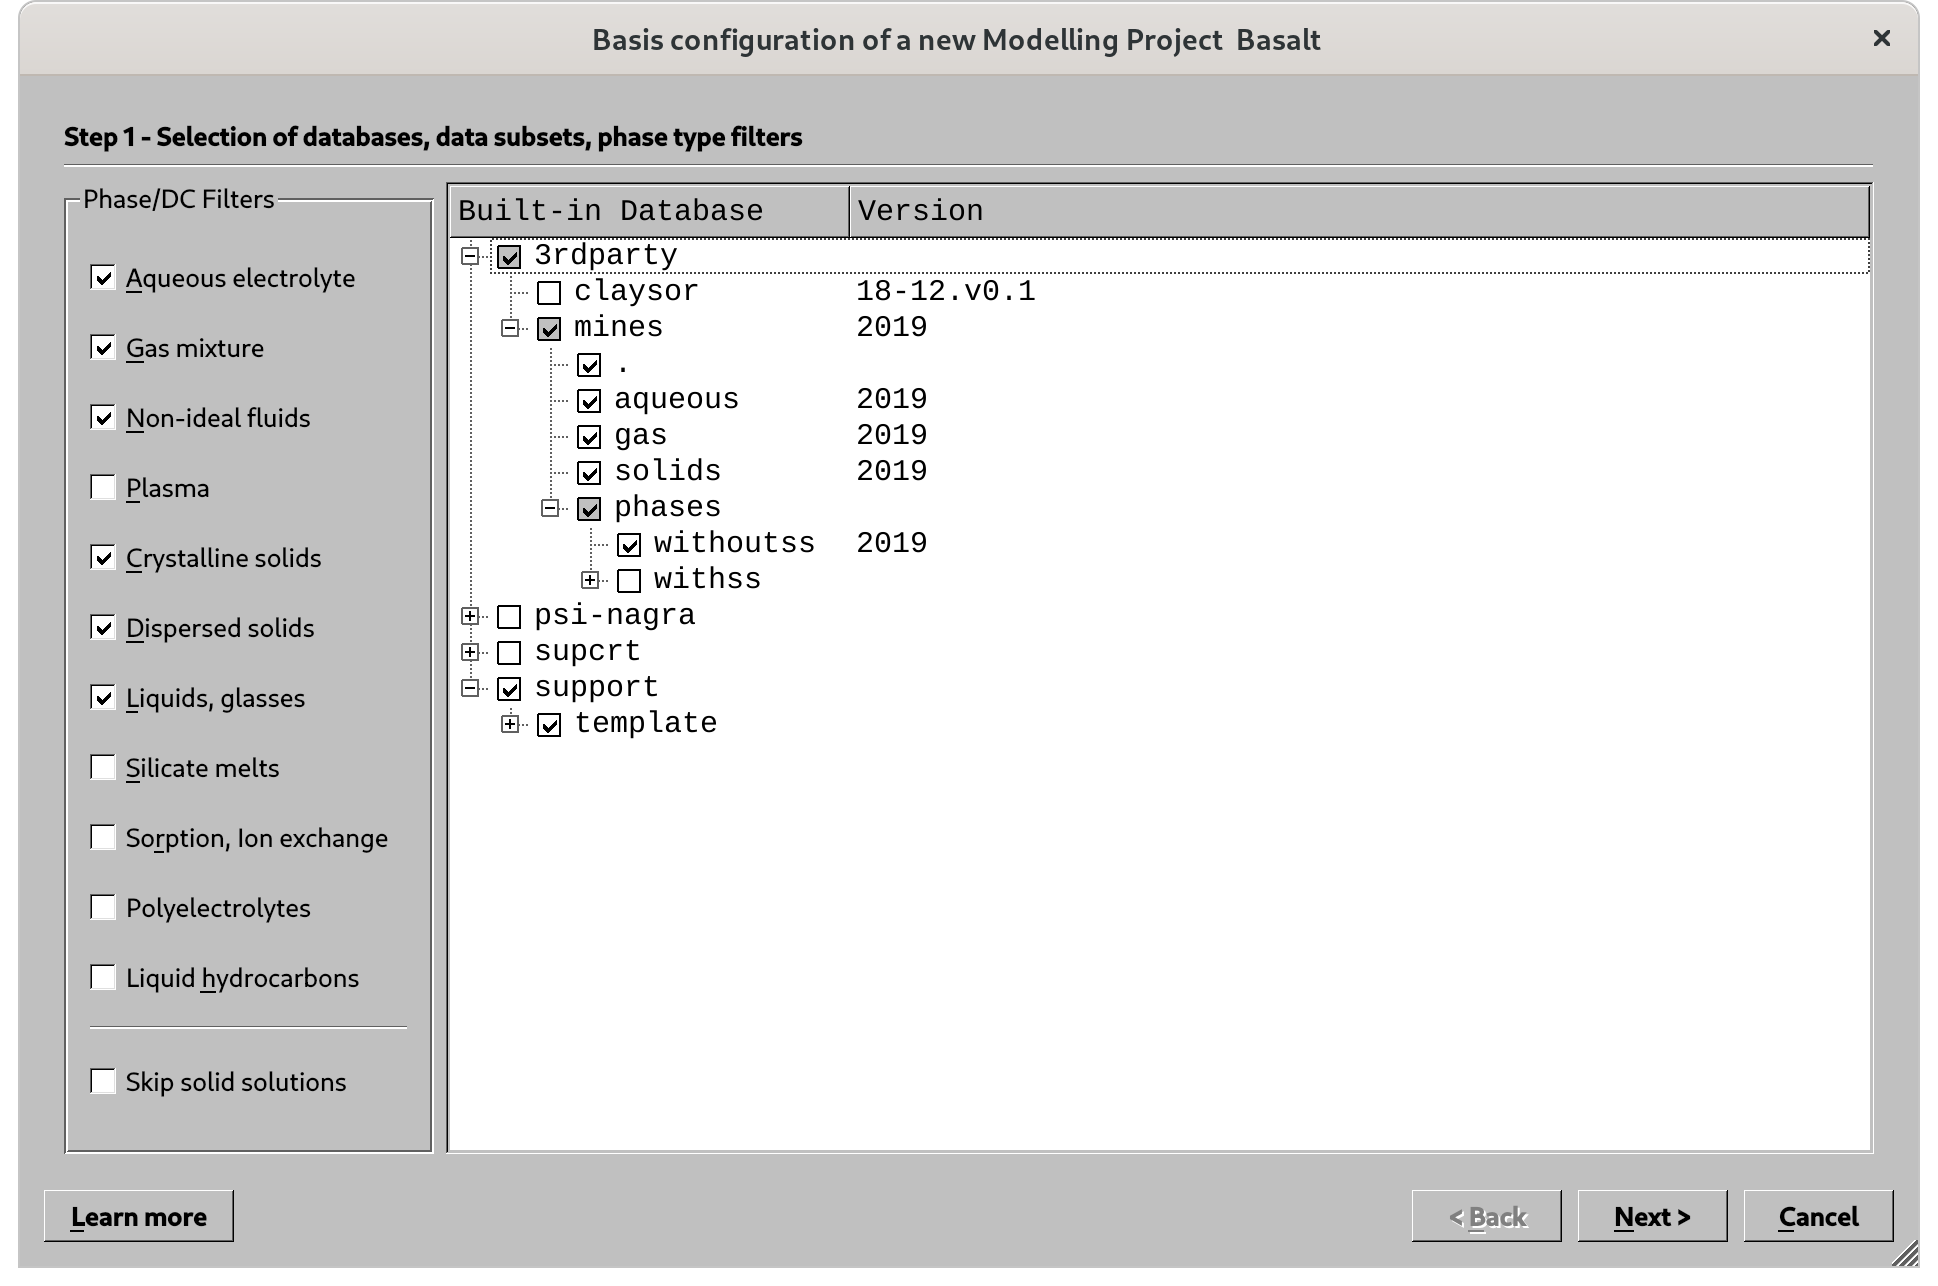 Basis configuration of a new Modelling Project  Basalt
Step 1 - Selection of databases, data subsets, phase type filters
Phase/DC Filters
Aqueous electrolyte
Gas mixture
Non-ideal fluids
Plasma
Crystalline solids
Dispersed solids
Liquids, glasses
Silicate melts
Sorption, Ion exchange
Polyelectrolytes
Liquid hydrocarbons
Skip solid solutions
Built-in Database Version
3rdparty
claysor 18-12.v0.1
mines 2019
.
aqueous 2019
gas 2019
solids 2019
phases
withoutss 2019
withss
psi-nagra
supcrt
support
template
Learn more
< Back
Next >
Cancel